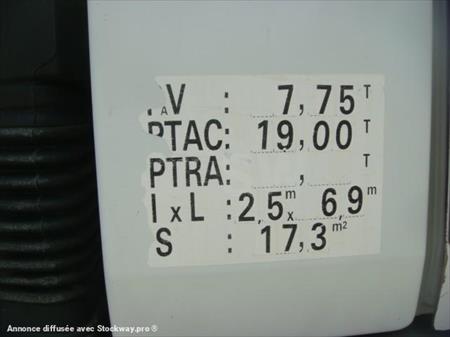 AV : 7,75 T
PTAC: 19,00 T
PTRA: , T
l x L : 2,5 m x 6,9 m
S : 17,3 m²
Annonce diffusée avec Stockway.pro ®